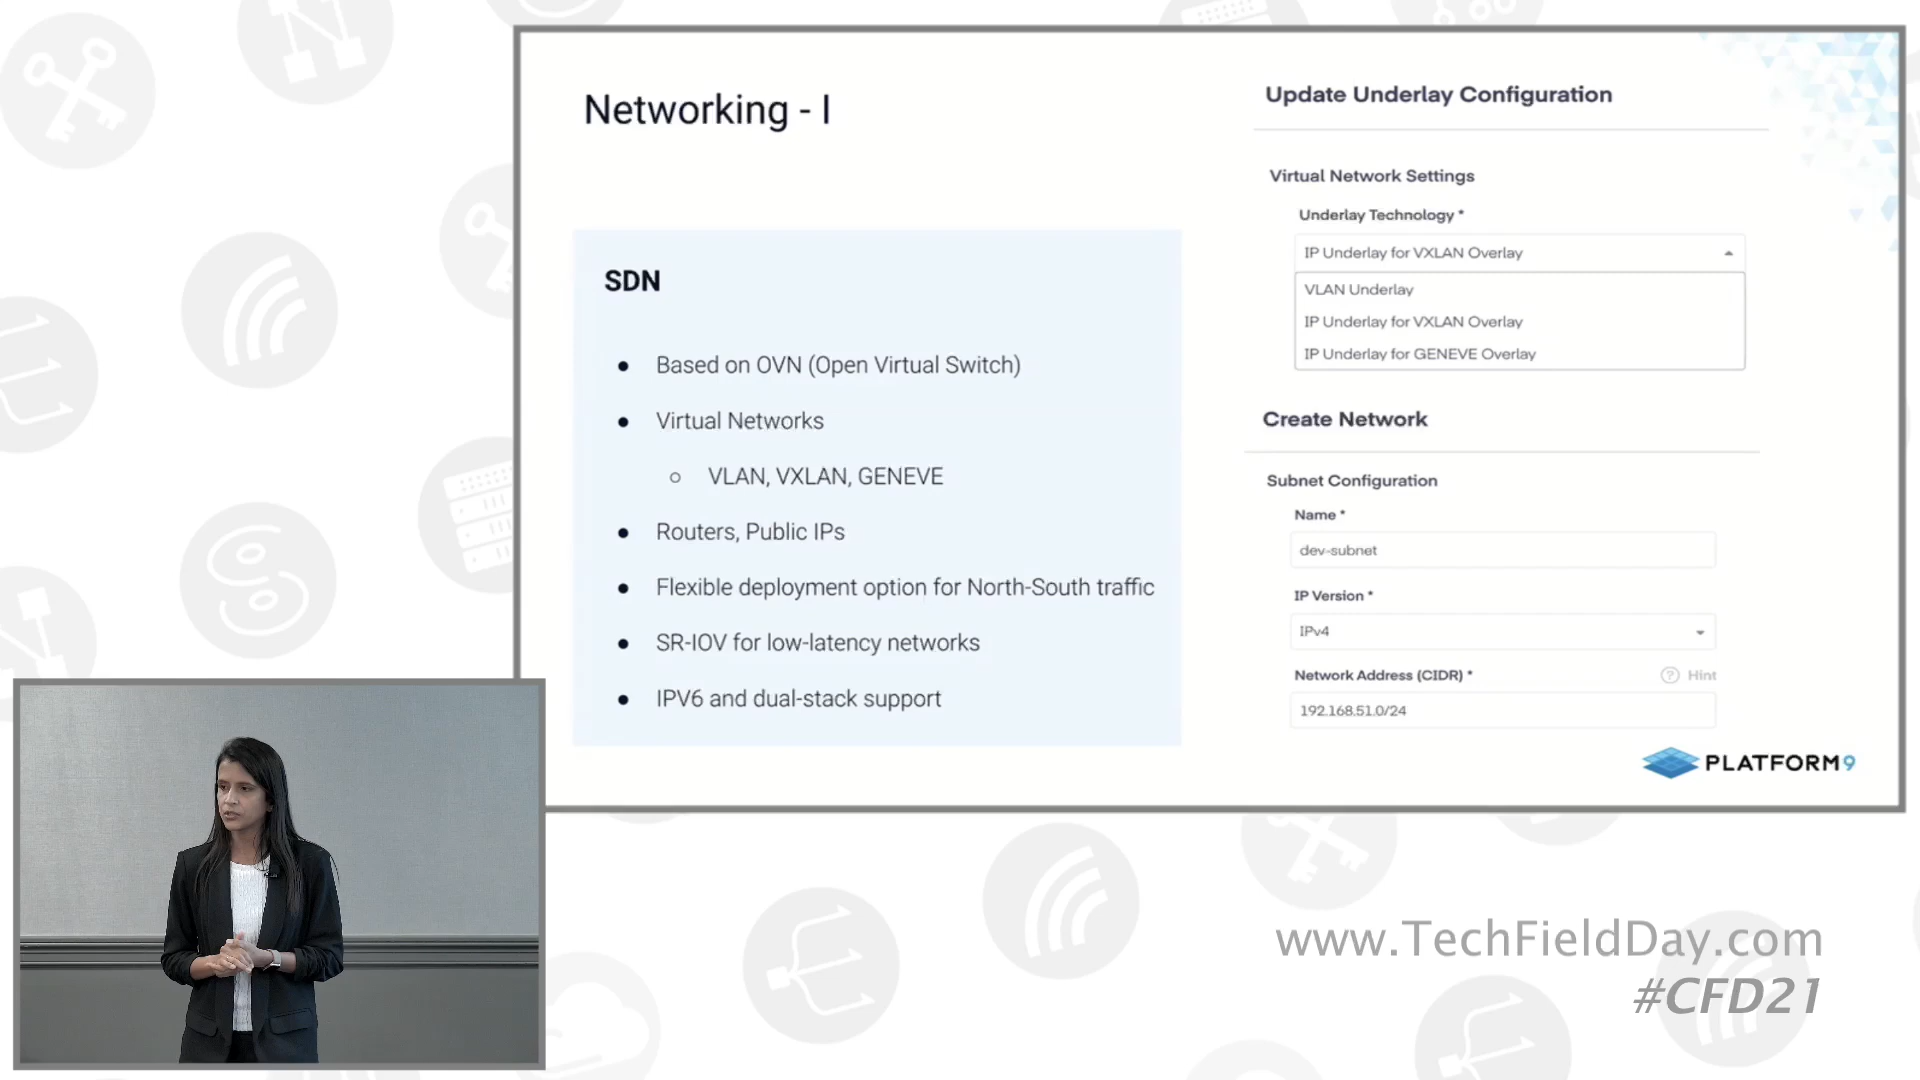 Networking - I
SDN
Based on OVN (Open Virtual Switch)
Virtual Networks
VLAN, VXLAN, GENEVE
Routers, Public IPs
Flexible deployment option for North-South traffic
SR-IOV for low-latency networks
IPV6 and dual-stack support
Update Underlay Configuration
Virtual Network Settings
Underlay Technology *
IP Underlay for VXLAN Overlay
VLAN Underlay
IP Underlay for VXLAN Overlay
IP Underlay for GENEVE Overlay
Create Network
Subnet Configuration
Name *
dev-subnet
IP Version *
IPv4
Network Address (CIDR) *
? Hint
192.168.51.0/24
PLATFORM9
www.TechFieldDay.com
#CFD21